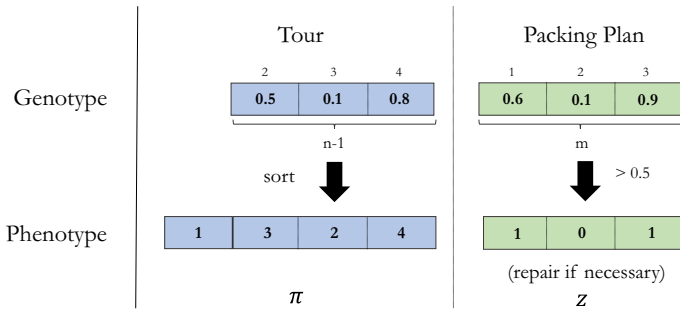 Tour
Packing Plan
2 3 4
1 2 3
Genotype
0.5 0.1 0.8
0.6 0.1 0.9
n-1
m
sort
> 0.5
Phenotype
1 3 2 4
1 0 1
(repair if necessary)
π
z